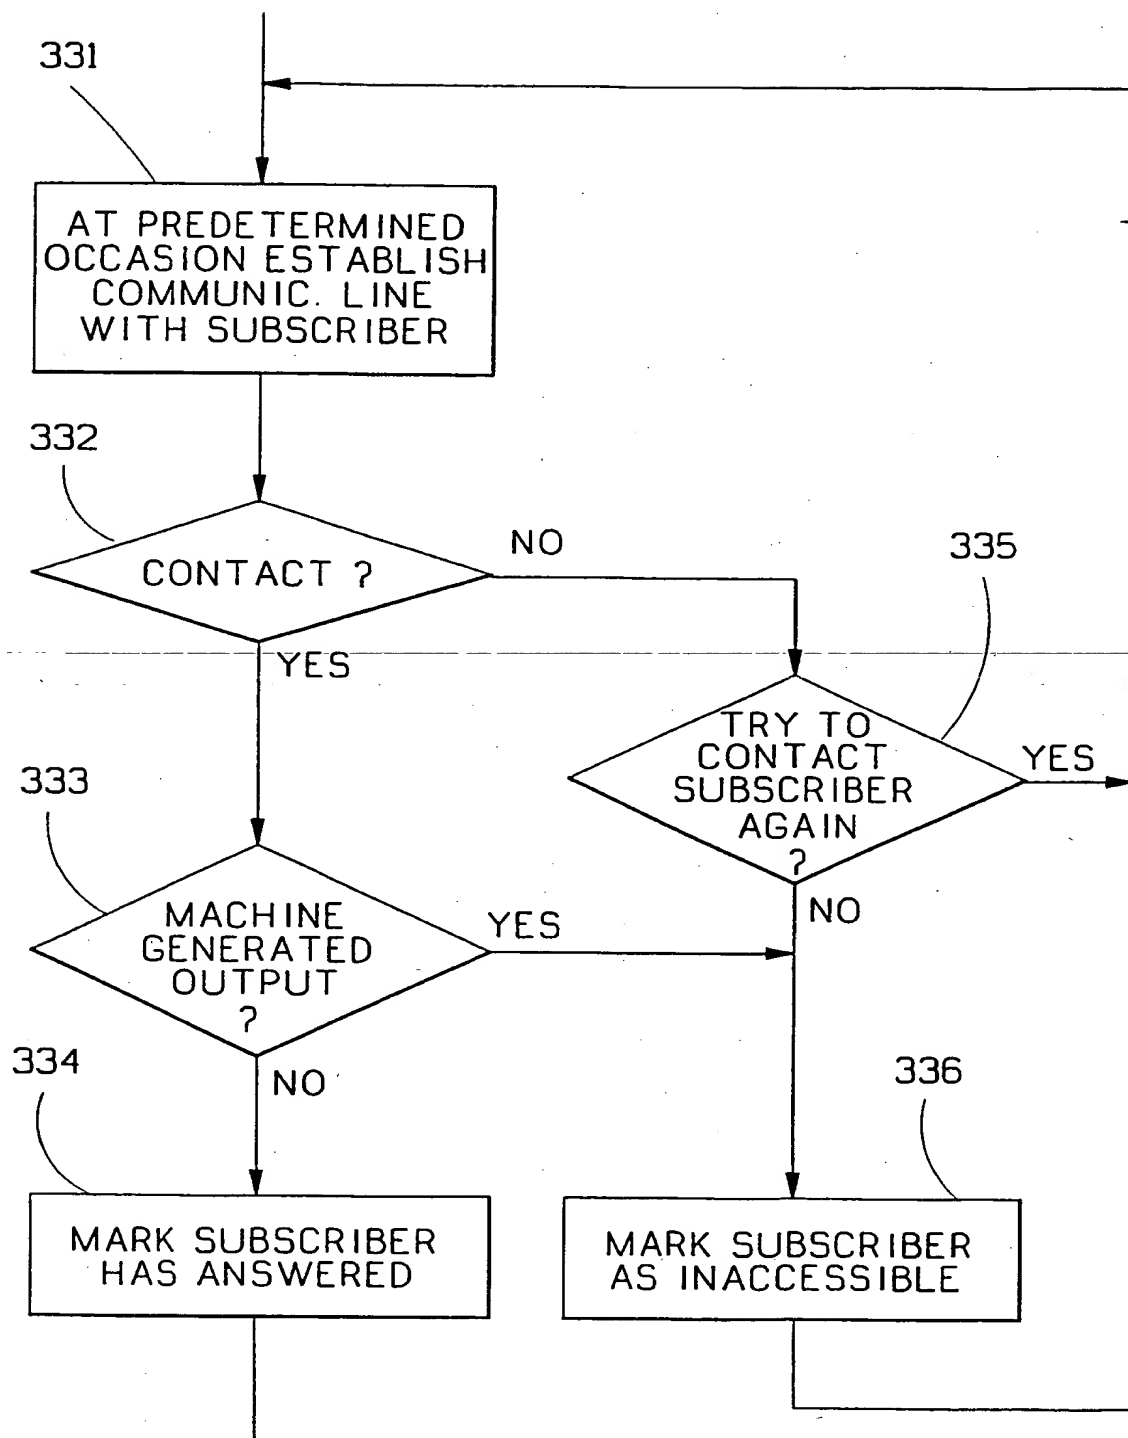 331
AT PREDETERMINED
OCCASION ESTABLISH
COMMUNIC. LINE
WITH SUBSCRIBER
332
CONTACT ?
NO
YES
335
TRY TO
CONTACT
SUBSCRIBER
AGAIN
?
YES
NO
333
MACHINE
GENERATED
OUTPUT
?
YES
NO
334
MARK SUBSCRIBER
HAS ANSWERED
336
MARK SUBSCRIBER
AS INACCESSIBLE